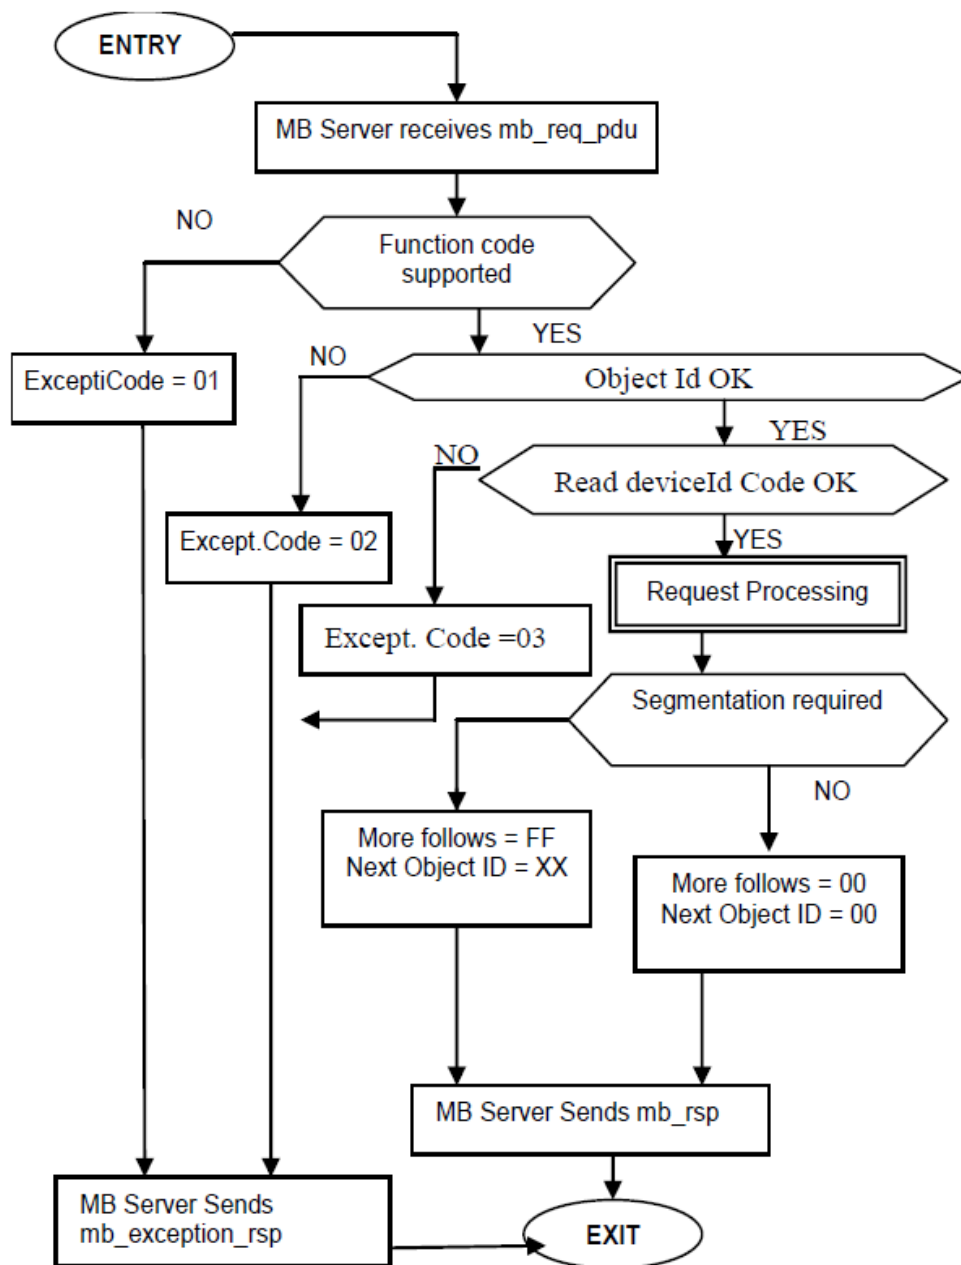 ENTRY
MB Server receives mb_req_pdu
NO
Function code
supported
YES
NO
ExceptiCode = 01
Object Id OK
YES
NO
Read deviceId Code OK
Except.Code = 02
YES
Request Processing
Except. Code =03
Segmentation required
NO
More follows = FF
Next Object ID = XX
More follows = 00
Next Object ID = 00
MB Server Sends mb_rsp
MB Server Sends
mb_exception_rsp
EXIT